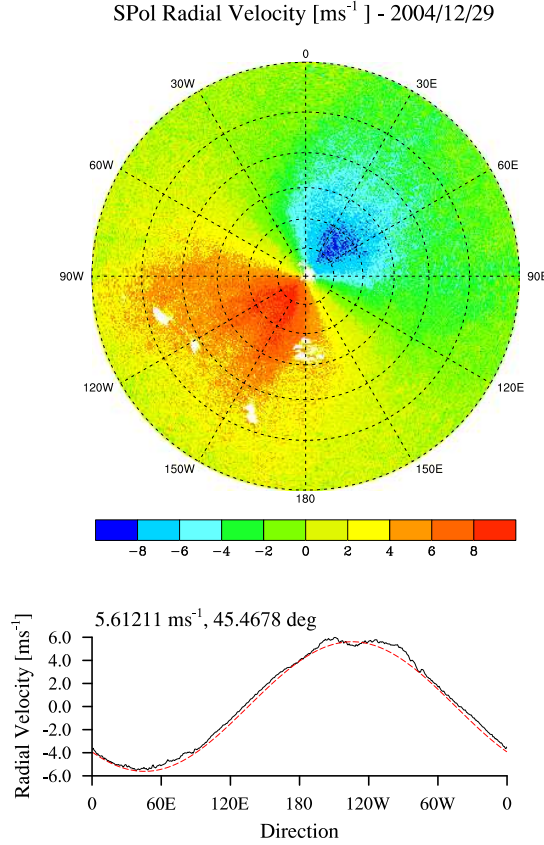 SPol Radial Velocity [ms-1 ] - 2004/12/29
0
30W 30E
60W 60E
90W 90E
120W 120E
150W 150E
180
-8 -6 -4 -2 0 2 4 6 8
5.61211 ms-1, 45.4678 deg
Radial Velocity [ms-1]
6.0
4.0
2.0
0.0
-2.0
-4.0
-6.0
0 60E 120E 180 120W 60W 0
Direction